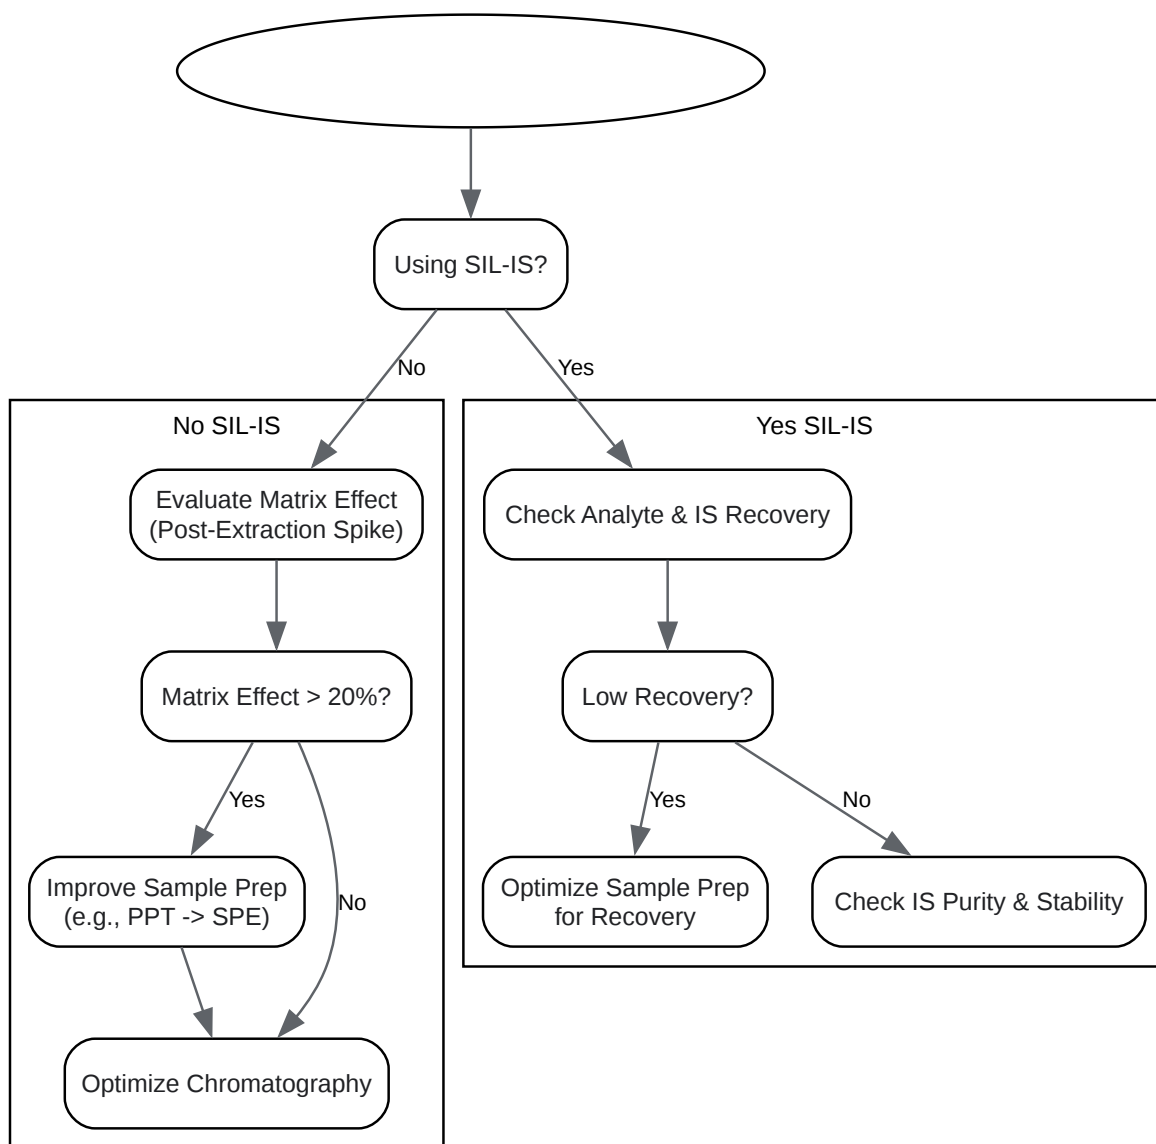 Using SIL-IS?
No
Yes
No SIL-IS
Yes SIL-IS
Evaluate Matrix Effect
(Post-Extraction Spike)
Check Analyte & IS Recovery
Matrix Effect > 20%?
Low Recovery?
Yes
No
Yes
No
Improve Sample Prep
(e.g., PPT -> SPE)
Optimize Sample Prep
for Recovery
Check IS Purity & Stability
Optimize Chromatography